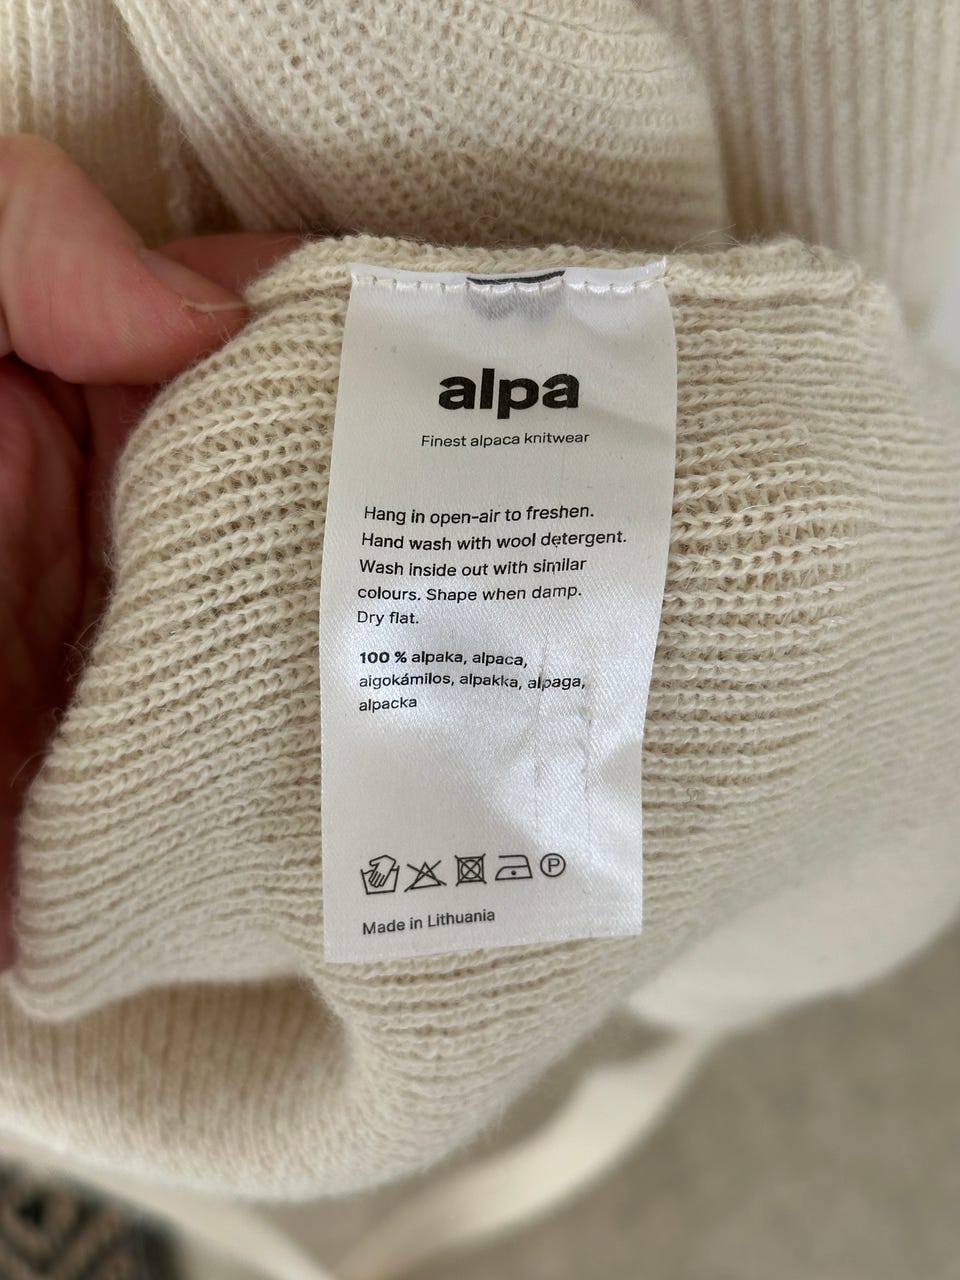 alpa
Finest alpaca knitwear
Hang in open-air to freshen.
Hand wash with wool detergent.
Wash inside out with similar
colours. Shape when damp.
Dry flat.
100 % alpaka, alpaca,
aigokámilos, alpakka, alpaga,
alpacka
P
Made in Lithuania